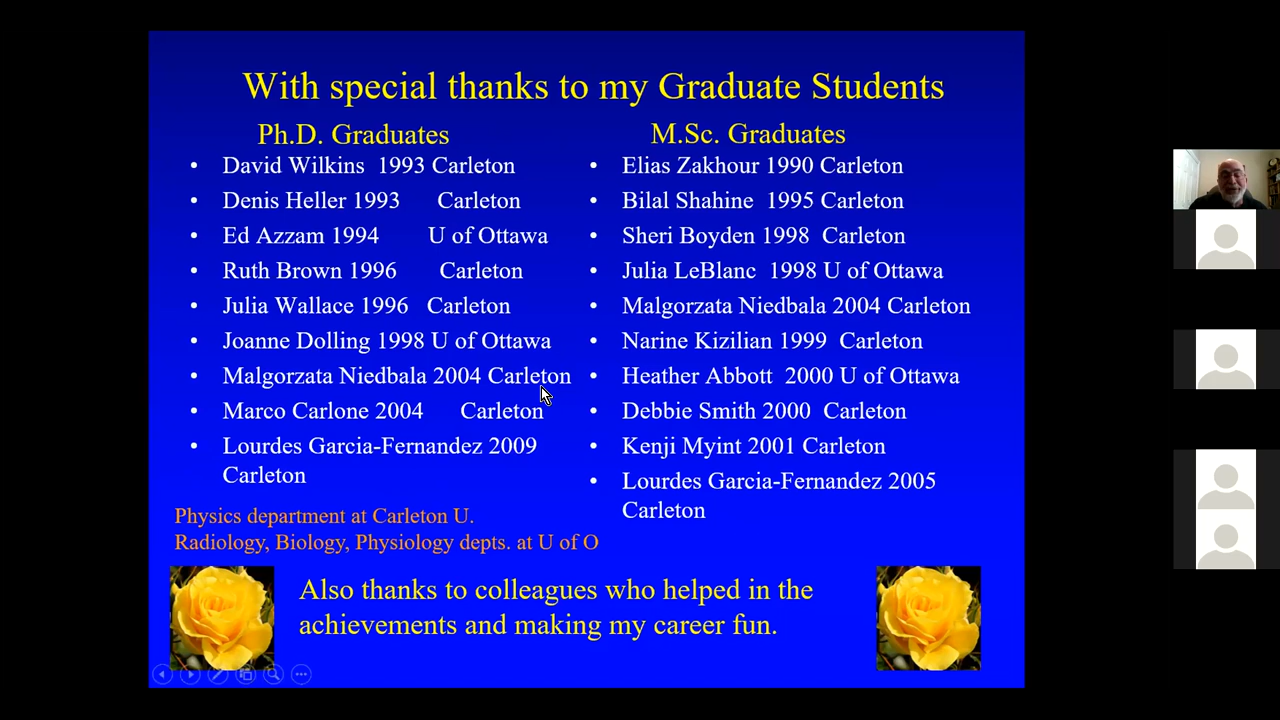 With special thanks to my Graduate Students
Ph.D. Graduates
• David Wilkins 1993 Carleton
• Denis Heller 1993 Carleton
• Ed Azzam 1994 U of Ottawa
• Ruth Brown 1996 Carleton
• Julia Wallace 1996 Carleton
• Joanne Dolling 1998 U of Ottawa
• Malgorzata Niedbala 2004 Carleton
• Marco Carlone 2004 Carleton
• Lourdes Garcia-Fernandez 2009
Carleton
M.Sc. Graduates
• Elias Zakhour 1990 Carleton
• Bilal Shahine 1995 Carleton
• Sheri Boyden 1998 Carleton
• Julia LeBlanc 1998 U of Ottawa
• Malgorzata Niedbala 2004 Carleton
• Narine Kizilian 1999 Carleton
• Heather Abbott 2000 U of Ottawa
• Debbie Smith 2000 Carleton
• Kenji Myint 2001 Carleton
• Lourdes Garcia-Fernandez 2005
Carleton
Physics department at Carleton U.
Radiology, Biology, Physiology depts. at U of O
Also thanks to colleagues who helped in the
achievements and making my career fun.